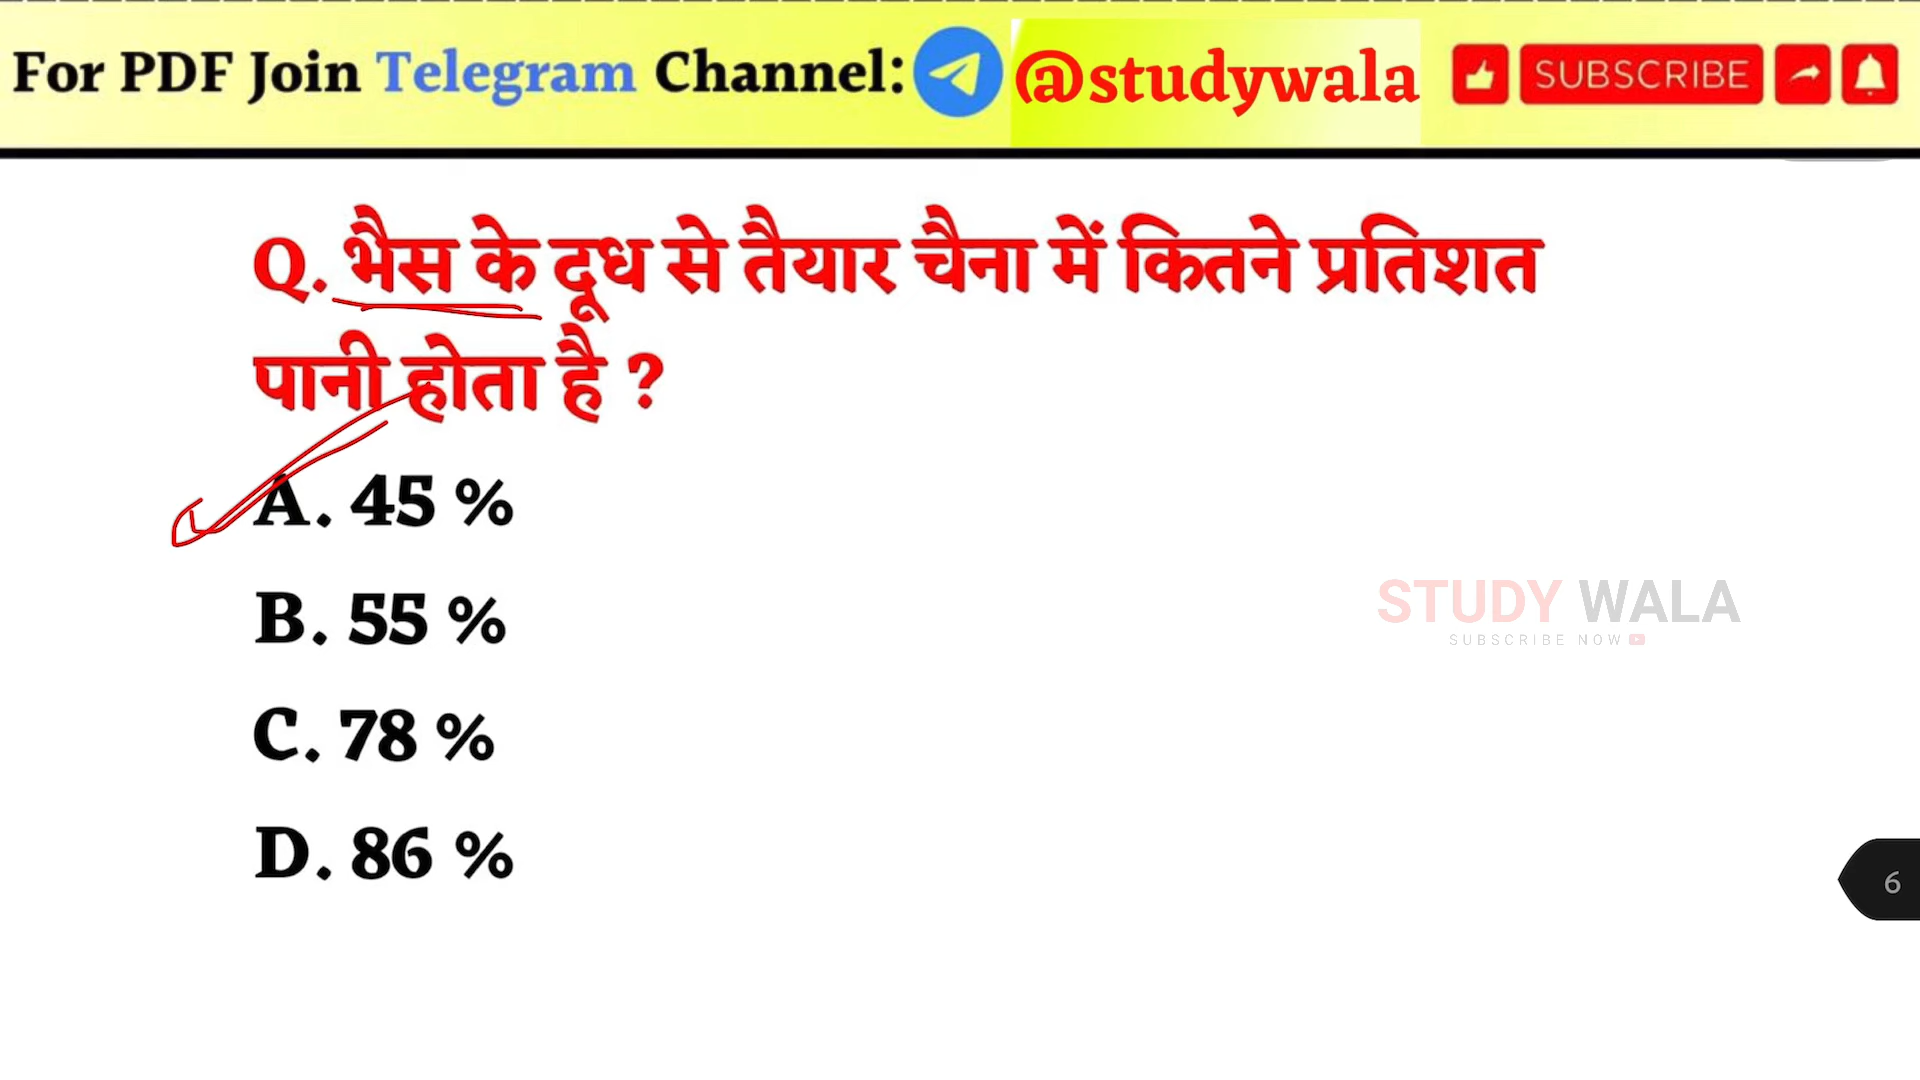 For PDF Join Telegram Channel: @studywala SUBSCRIBE
Q. भैस के दूध से तैयार चैना में कितने प्रतिशत
पानी होता है ?
A. 45 %
B. 55 %
C. 78 %
D. 86 %
STUDY WALA
SUBSCRIBE NOW
6